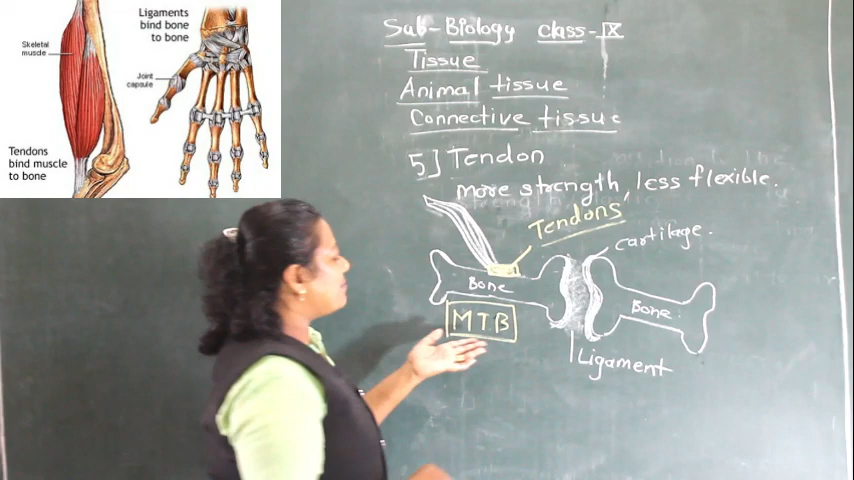 Ligaments
bind bone
to bone
Skeletal
muscle
Joint
capsule
Tendons
bind muscle
to bone
Sub-Biology class-IX
Tissue
Animal tissue
Connective tissue
5] Tendon
more strength, less flexible.
Tendons
cartilage.
Bone
Bone
MTB
Ligament